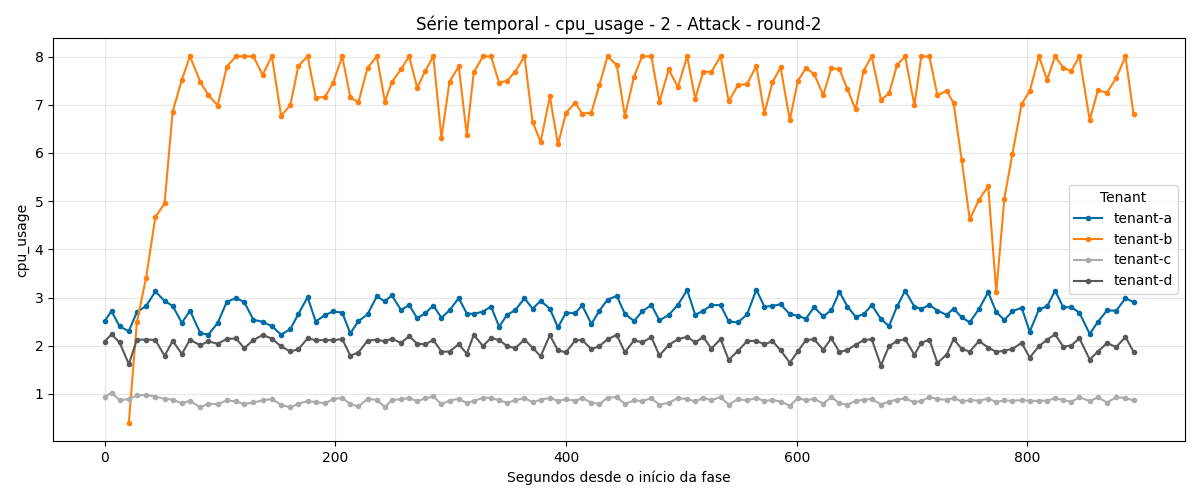 Série temporal - cpu_usage - 2 - Attack - round-2
cpu_usage
8
7
6
5
4
3
2
1
0
200
400
600
800
Segundos desde o início da fase
Tenant
tenant-a
tenant-b
tenant-c
tenant-d